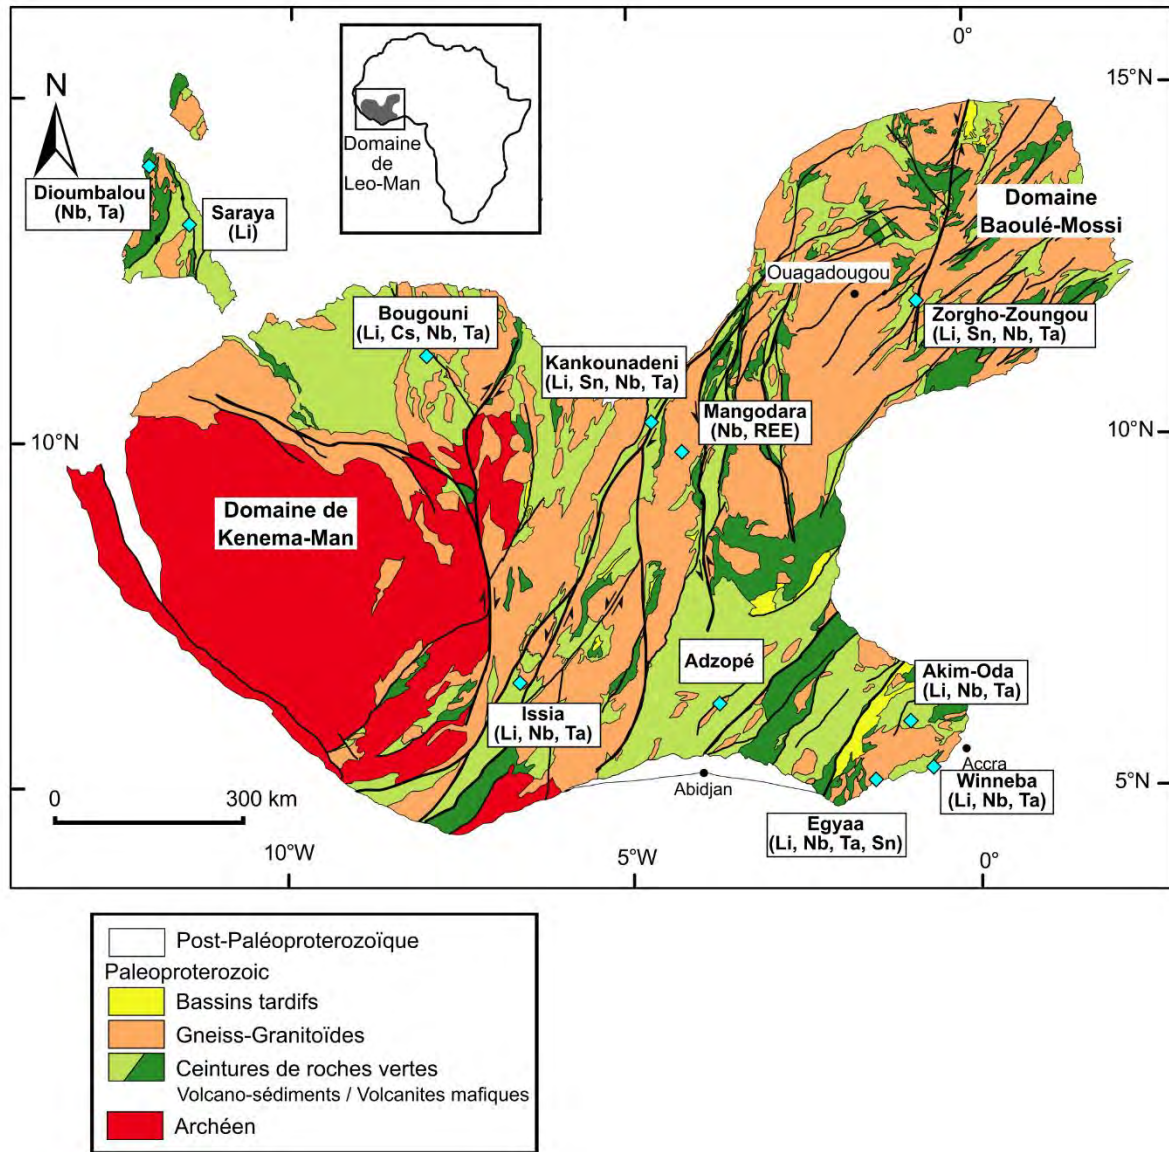 0°
15°N
N
Domaine
de
Leo-Man
Dioumbalou
(Nb, Ta)
Saraya
(Li)
Domaine
Baoulé-Mossi
Ouagadougou
Zorgho-Zoungou
(Li, Sn, Nb, Ta)
Bougouni
(Li, Cs, Nb, Ta)
Kankounadeni
(Li, Sn, Nb, Ta)
Mangodara
(Nb, REE)
10°N
10°N
Domaine de
Kenema-Man
Adzopé
Akim-Oda
(Li, Nb, Ta)
Issia
(Li, Nb, Ta)
Accra
Abidjan
Winneba
(Li, Nb, Ta)
5°N
0
300 km
Egyaa
(Li, Nb, Ta, Sn)
10°W
5°W
0°
Post-Paléoproterozoïque
Paleoproterozoic
Bassins tardifs
Gneiss-Granitoïdes
Ceintures de roches vertes
Volcano-sédiments / Volcanites mafiques
Archéen